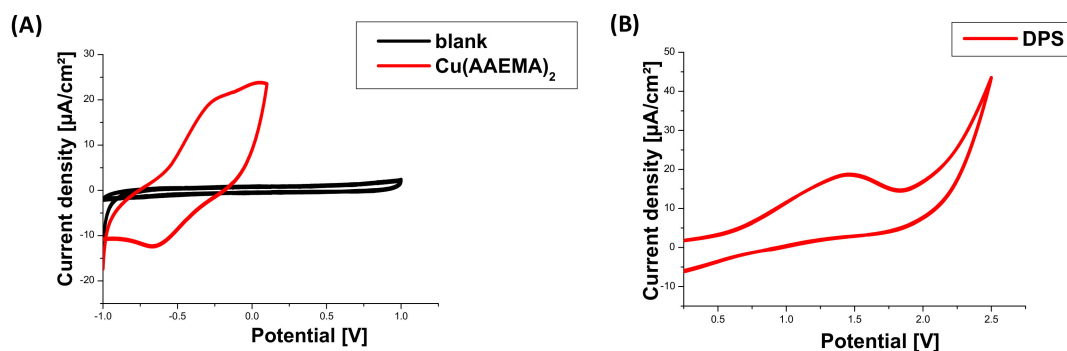 (A)
blank
Cu(AAEMA)₂
Current density [µA/cm²]
30
20
10
0
-10
-20
-1.0
-0.5
0.0
0.5
1.0
Potential [V]
(B)
DPS
Current density [µA/cm²]
50
40
30
20
10
0
-10
0.5
1.0
1.5
2.0
2.5
Potential [V]